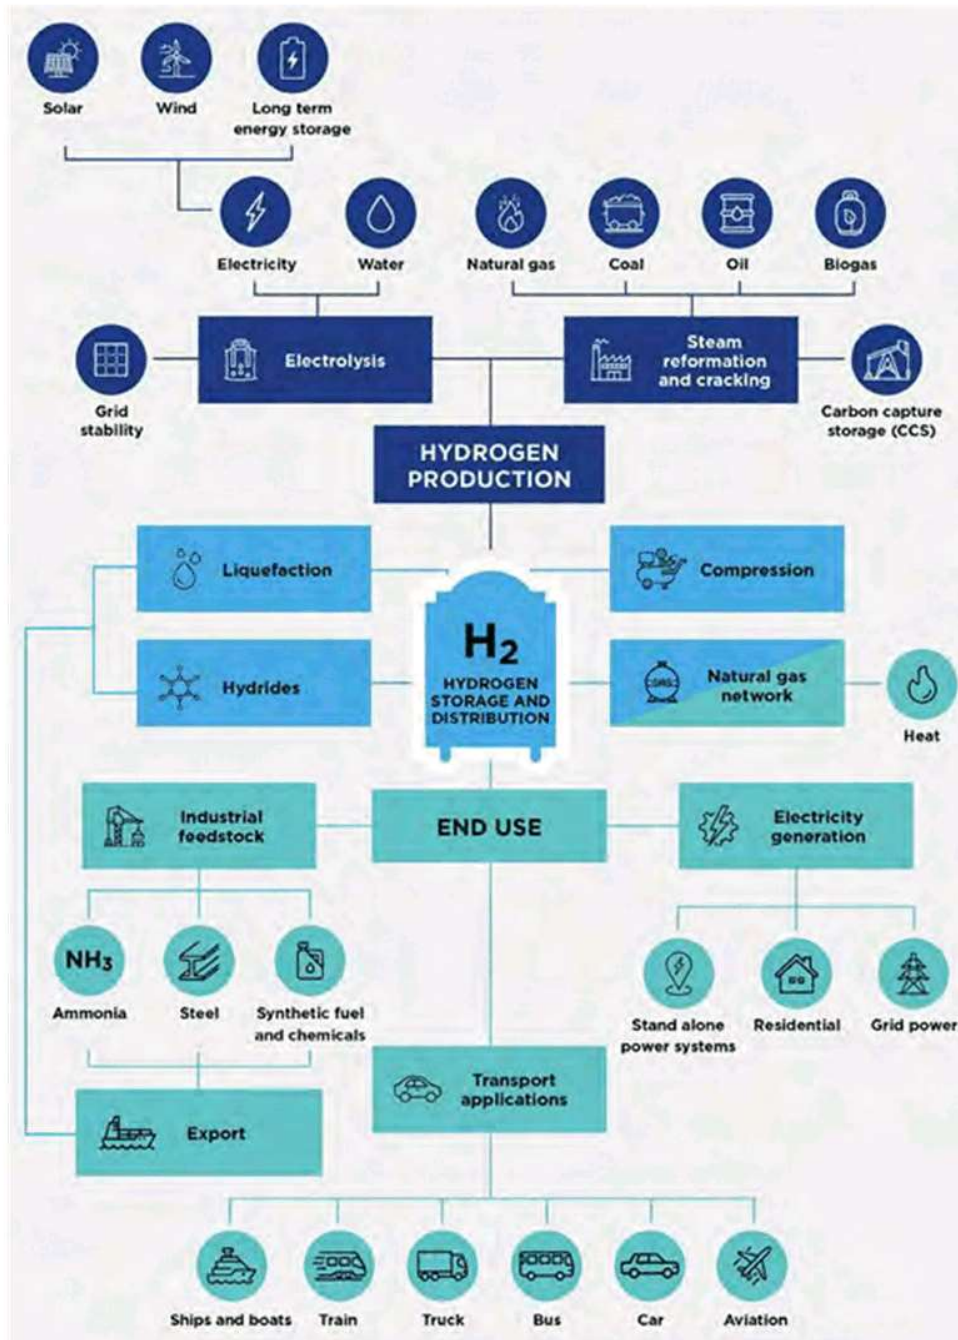 Solar
Wind
Long term
energy storage
Electricity
Water
Natural gas
Coal
Oil
Biogas
Electrolysis
Steam
reformation
and cracking
Grid
stability
Carbon capture
storage (CCS)
HYDROGEN
PRODUCTION
Liquefaction
Compression
H2
HYDROGEN
STORAGE AND
DISTRIBUTION
Hydrides
GAS
Natural gas
network
Heat
Industrial
feedstock
END USE
Electricity
generation
NH3
Ammonia
Steel
Synthetic fuel
and chemicals
Stand alone
power systems
Residential
Grid power
Transport
applications
Export
Ships and boats
Train
Truck
Bus
Car
Aviation